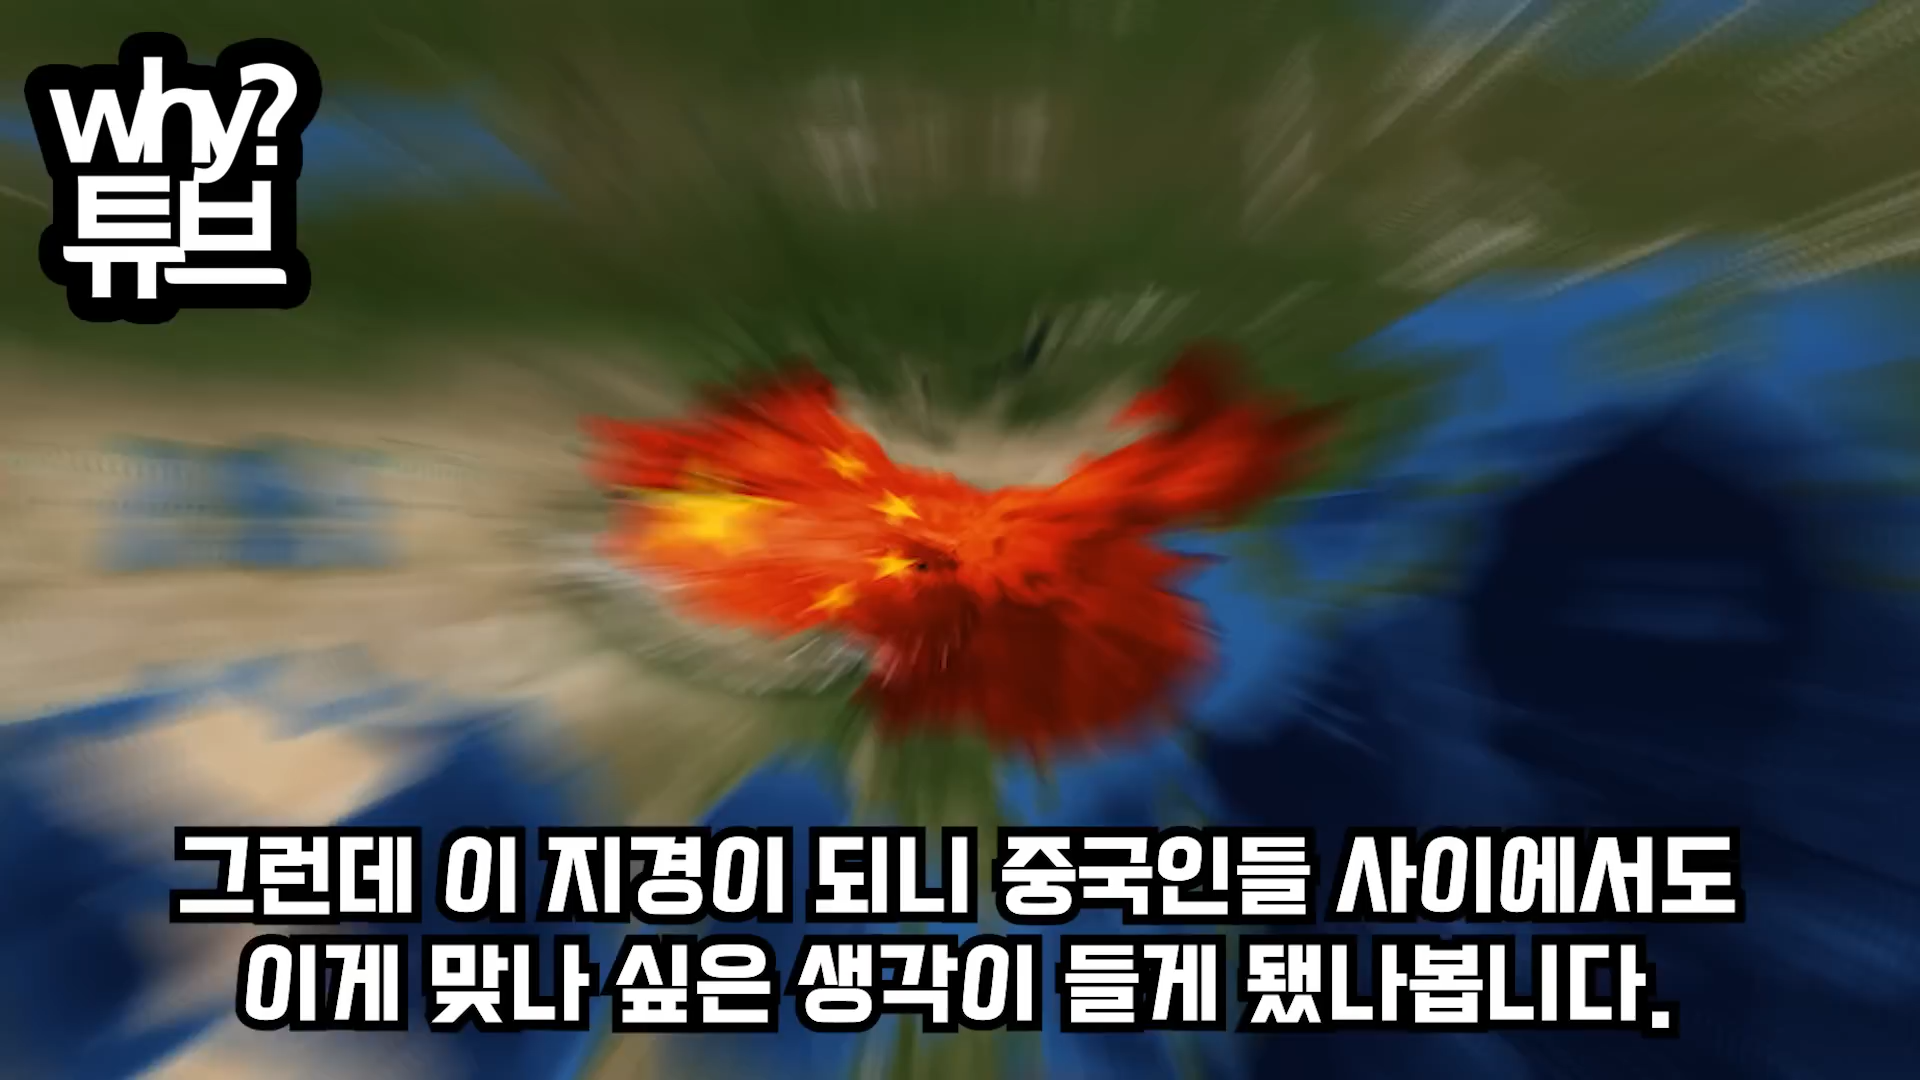 why?
튜브
그런데 이 지경이 되니 중국인들 사이에서도
이게 맞나 싶은 생각이 들게 됐나봅니다.